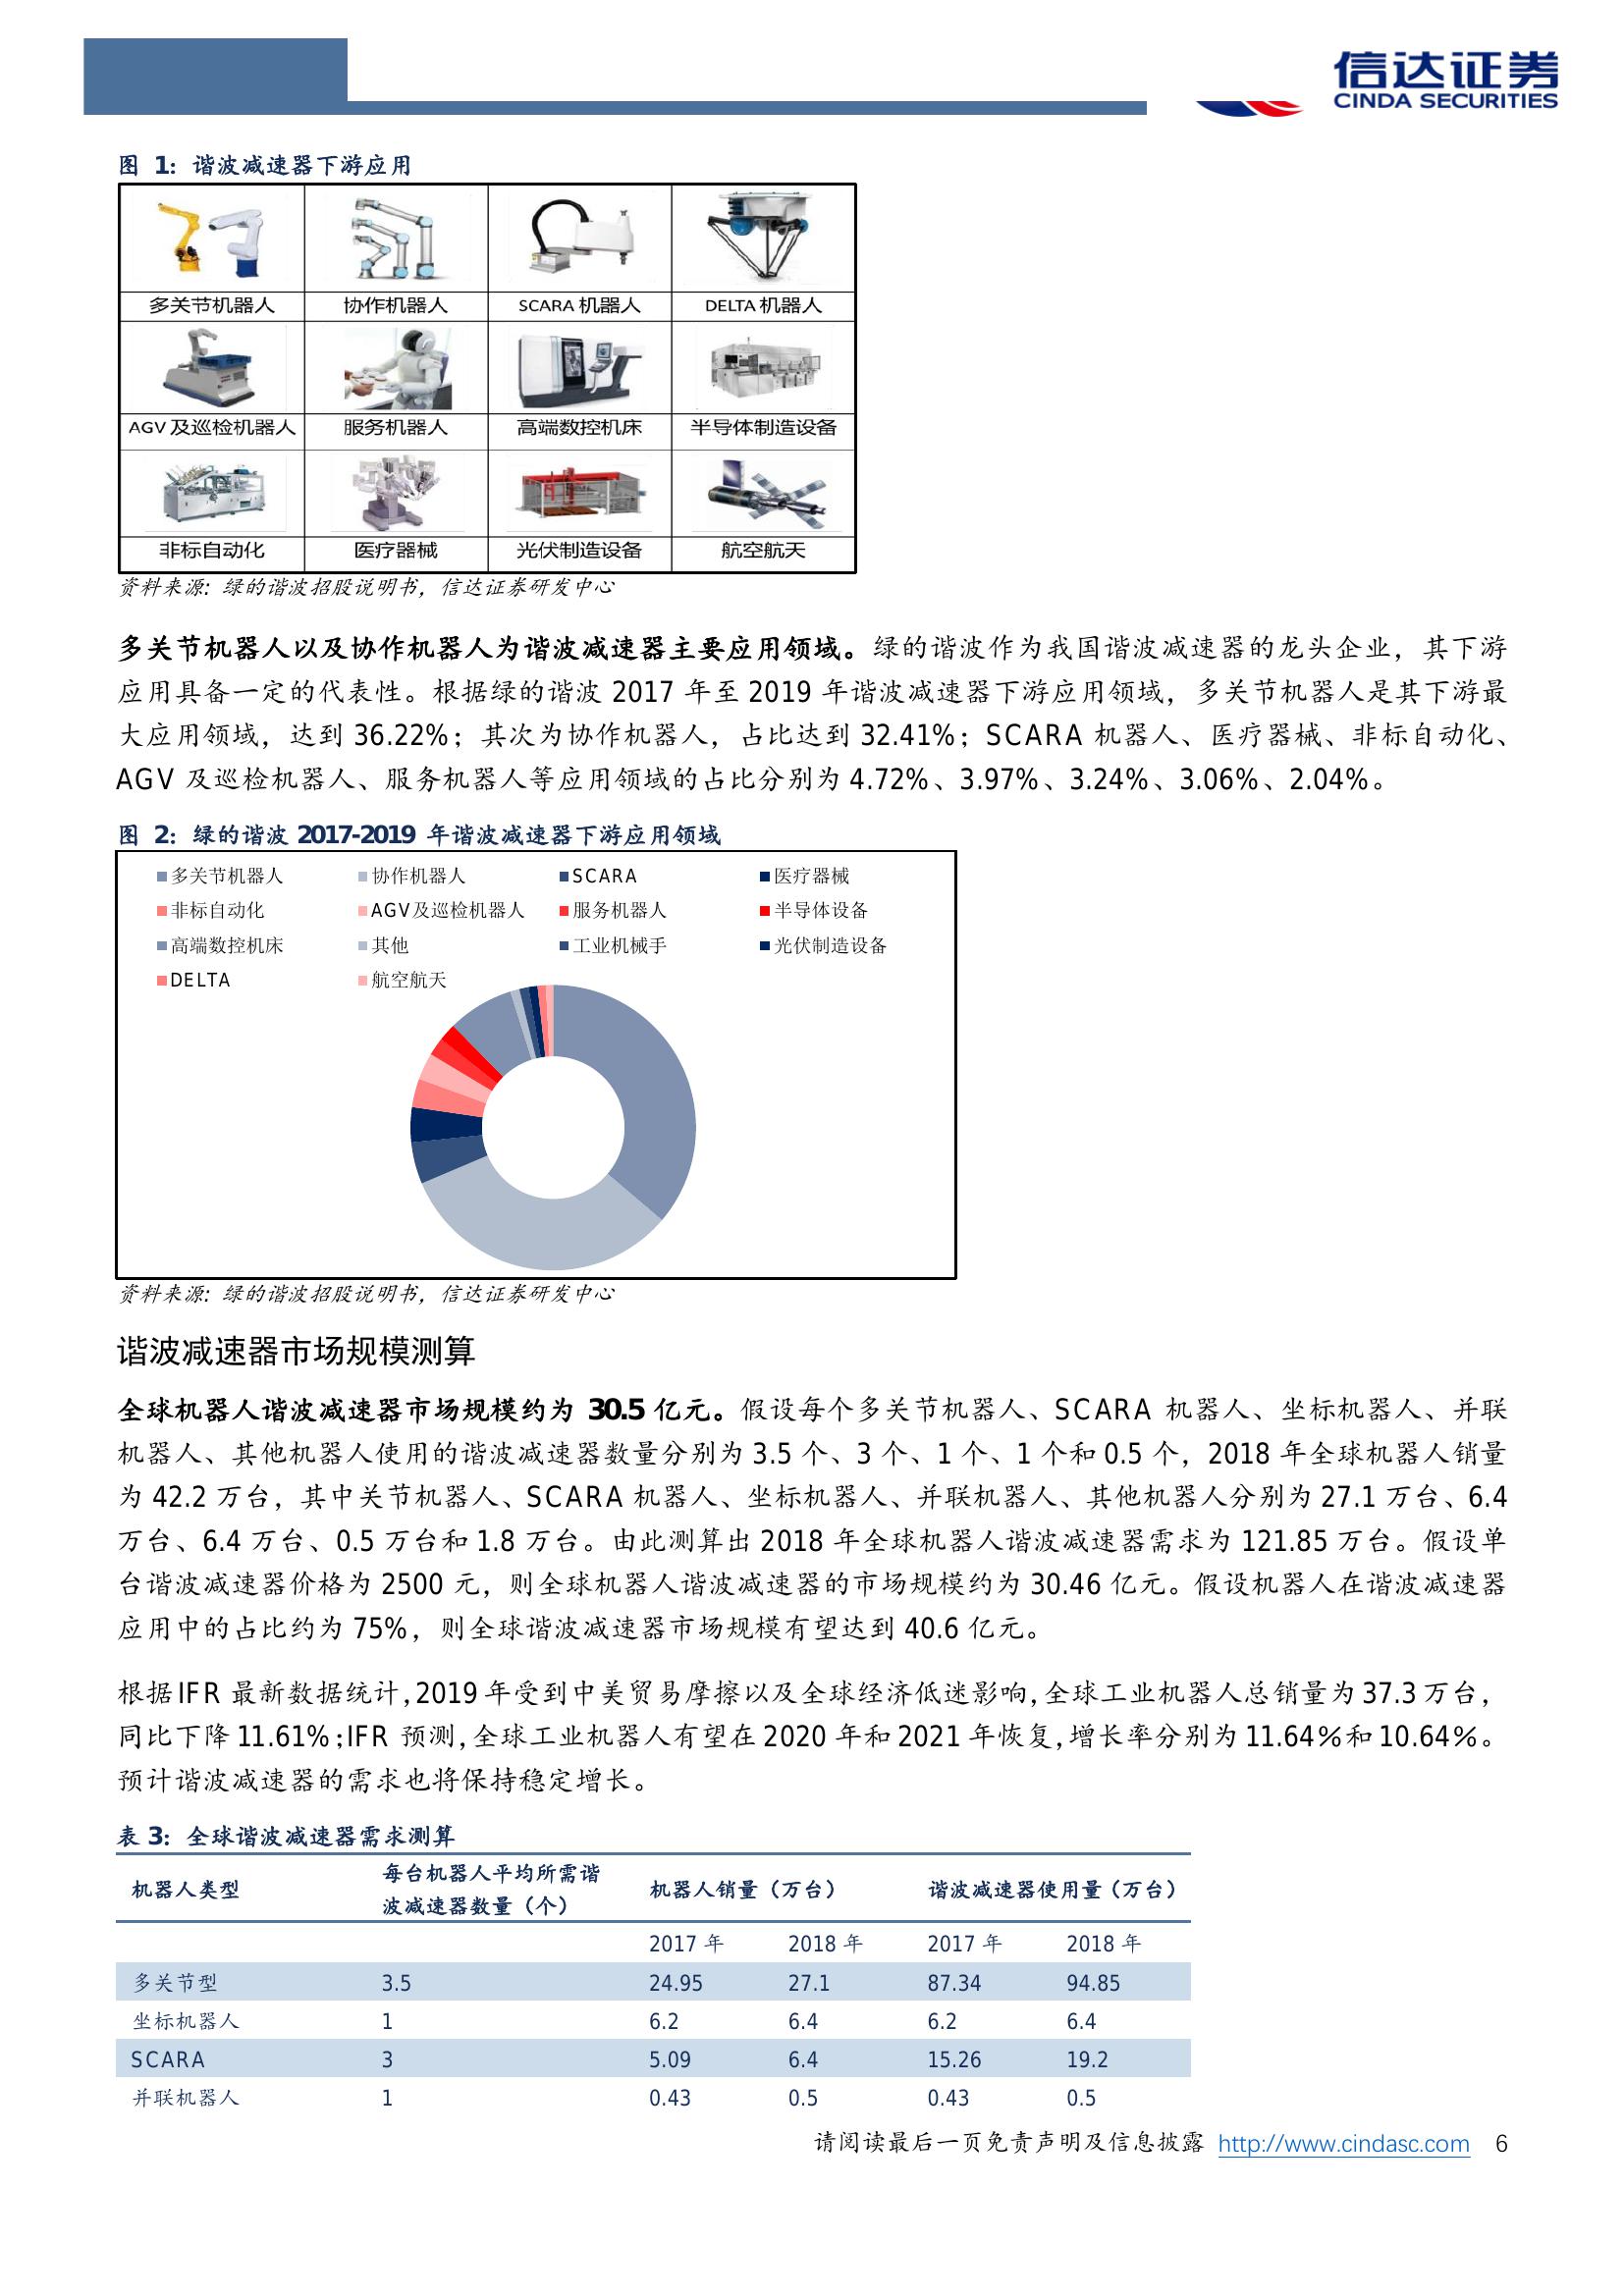 信达证券
CINDA SECURITIES
图 1: 谐波减速器下游应用
多关节机器人 协作机器人 SCARA 机器人 DELTA 机器人
AGV 及巡检机器人 服务机器人 高端数控机床 半导体制造设备
非标自动化 医疗器械 光伏制造设备 航空航天
资料来源: 绿的谐波招股说明书，信达证券研发中心
多关节机器人以及协作机器人为谐波减速器主要应用领域。绿的谐波作为我国谐波减速器的龙头企业，其下游
应用具备一定的代表性。根据绿的谐波 2017 年至 2019 年谐波减速器下游应用领域，多关节机器人是其下游最
大应用领域，达到 36.22%；其次为协作机器人，占比达到 32.41%；SCARA 机器人、医疗器械、非标自动化、
AGV 及巡检机器人、服务机器人等应用领域的占比分别为 4.72%、3.97%、3.24%、3.06%、2.04%。
图 2: 绿的谐波 2017-2019 年谐波减速器下游应用领域
多关节机器人 协作机器人 SCARA 医疗器械
非标自动化 AGV及巡检机器人 服务机器人 半导体设备
高端数控机床 其他 工业机械手 光伏制造设备
DELTA 航空航天
资料来源: 绿的谐波招股说明书，信达证券研发中心
谐波减速器市场规模测算
全球机器人谐波减速器市场规模约为 30.5 亿元。假设每个多关节机器人、SCARA 机器人、坐标机器人、并联
机器人、其他机器人使用的谐波减速器数量分别为 3.5 个、3 个、1 个、1 个和 0.5 个，2018 年全球机器人销量
为 42.2 万台，其中关节机器人、SCARA 机器人、坐标机器人、并联机器人、其他机器人分别为 27.1 万台、6.4
万台、6.4 万台、0.5 万台和 1.8 万台。由此测算出 2018 年全球机器人谐波减速器需求为 121.85 万台。假设单
台谐波减速器价格为 2500 元，则全球机器人谐波减速器的市场规模约为 30.46 亿元。假设机器人在谐波减速器
应用中的占比约为 75%，则全球谐波减速器市场规模有望达到 40.6 亿元。
根据 IFR 最新数据统计，2019 年受到中美贸易摩擦以及全球经济低迷影响，全球工业机器人总销量为 37.3 万台，
同比下降 11.61%；IFR 预测，全球工业机器人有望在 2020 年和 2021 年恢复，增长率分别为 11.64%和 10.64%。
预计谐波减速器的需求也将保持稳定增长。
表 3: 全球谐波减速器需求测算
机器人类型 每台机器人平均所需谐波减速器数量（个） 机器人销量（万台） 谐波减速器使用量（万台）
2017 年 2018 年 2017 年 2018 年
多关节型 3.5 24.95 27.1 87.34 94.85
坐标机器人 1 6.2 6.4 6.2 6.4
SCARA 3 5.09 6.4 15.26 19.2
并联机器人 1 0.43 0.5 0.43 0.5
请阅读最后一页免责声明及信息披露 http://www.cindasc.com 6